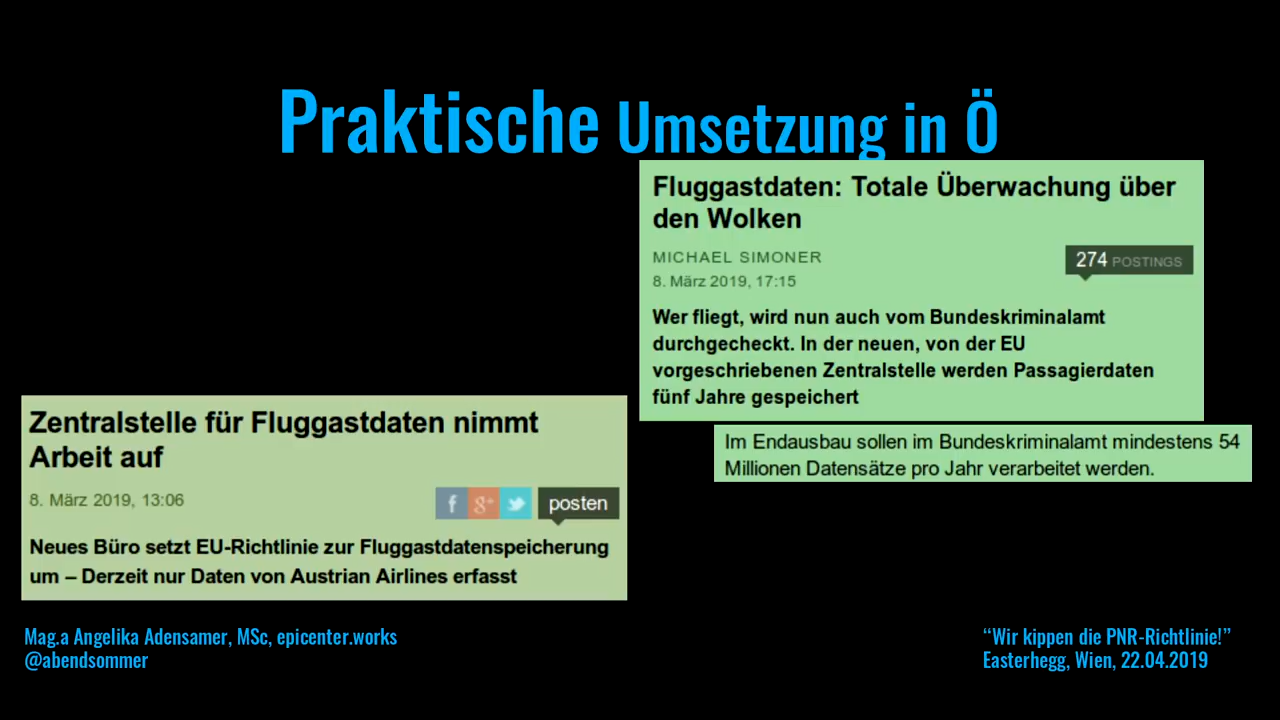 Praktische Umsetzung in Ö
Fluggastdaten: Totale Überwachung über
den Wolken
MICHAEL SIMONER
8. März 2019, 17:15
274 POSTINGS
Wer fliegt, wird nun auch vom Bundeskriminalamt
durchgecheckt. In der neuen, von der EU
vorgeschriebenen Zentralstelle werden Passagierdaten
fünf Jahre gespeichert
Im Endausbau sollen im Bundeskriminalamt mindestens 54
Millionen Datensätze pro Jahr verarbeitet werden.
Zentralstelle für Fluggastdaten nimmt
Arbeit auf
8. März 2019, 13:06
f g+ posten
Neues Büro setzt EU-Richtlinie zur Fluggastdatenspeicherung
um – Derzeit nur Daten von Austrian Airlines erfasst
Mag.a Angelika Adensamer, MSc, epicenter.works
@abendsommer
“Wir kippen die PNR-Richtlinie!”
Easterhegg, Wien, 22.04.2019